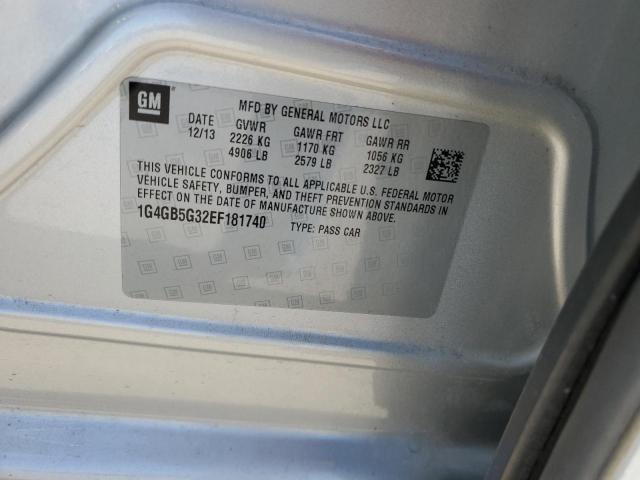 GM
MFD BY GENERAL MOTORS LLC
DATE GVWR GAWR FRT GAWR RR
12/13 2226 KG 1170 KG 1056 KG
4906 LB 2579 LB 2327 LB
THIS VEHICLE CONFORMS TO ALL APPLICABLE U.S. FEDERAL MOTOR
VEHICLE SAFETY, BUMPER, AND THEFT PREVENTION STANDARDS IN
EFFECT ON THE DATE OF MANUFACTURE SHOWN ABOVE.
1G4GB5G32EF181740 TYPE: PASS CAR